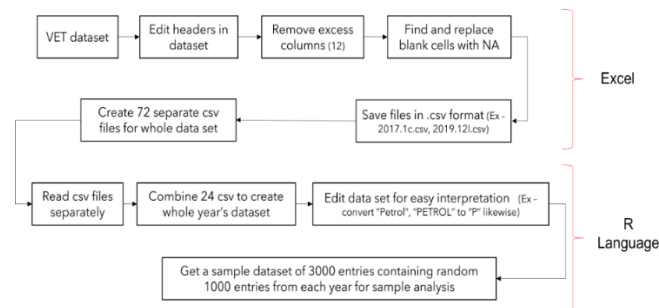 VET dataset
Edit headers in
dataset
Remove excess
columns (12)
Find and replace
blank cells with NA
Excel
Create 72 separate csv
files for whole data set
Save files in .csv format (Ex -
2017.1c.csv, 2019.12l.csv)
Read csv files
separately
Combine 24 csv to create
whole year's dataset
Edit data set for easy interpretation (Ex –
convert "Petrol", "PETROL" to "P" likewise)
R
Language
Get a sample dataset of 3000 entries containing random
1000 entries from each year for sample analysis